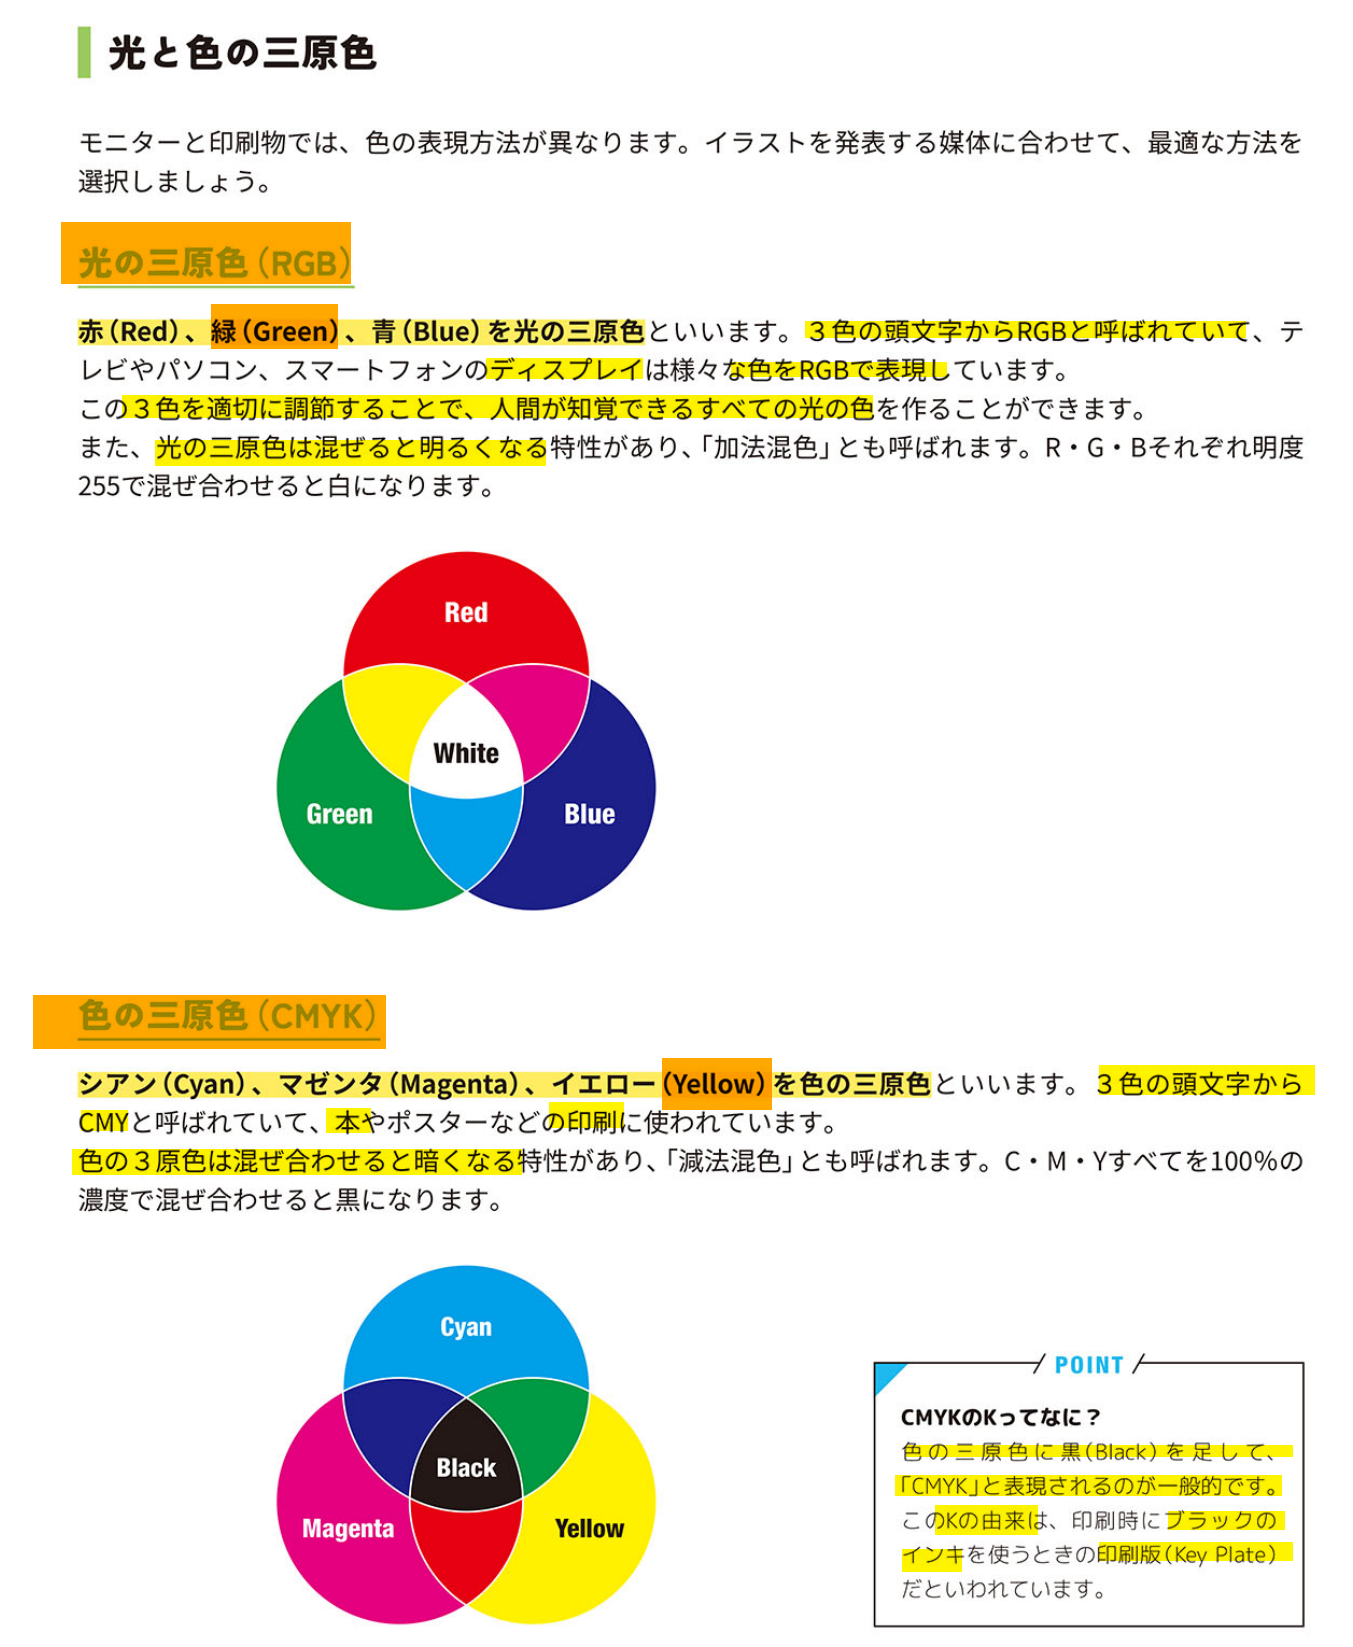 光と色の三原色
モニターと印刷物では、色の表現方法が異なります。イラストを発表する媒体に合わせて、最適な方法を
選択しましょう。
光の三原色（RGB）
赤（Red）、緑（Green）、青（Blue）を光の三原色といいます。３色の頭文字からRGBと呼ばれていて、テ
レビやパソコン、スマートフォンのディスプレイは様々な色をRGBで表現しています。
この３色を適切に調節することで、人間が知覚できるすべての光の色を作ることができます。
また、光の三原色は混ぜると明るくなる特性があり、「加法混色」とも呼ばれます。R・G・Bそれぞれ明度
255で混ぜ合わせると白になります。
Red
White
Green
Blue
色の三原色（CMYK）
シアン（Cyan）、マゼンタ（Magenta）、イエロー（Yellow）を色の三原色といいます。３色の頭文字から
CMYと呼ばれていて、本やポスターなどの印刷に使われています。
色の３原色は混ぜ合わせると暗くなる特性があり、「減法混色」とも呼ばれます。C・M・Yすべてを100％の
濃度で混ぜ合わせると黒になります。
Cyan
Black
Magenta
Yellow
POINT
CMYKのKってなに？
色の三原色に黒（Black）を足して、
「CMYK」と表現されるのが一般的です。
このKの由来は、印刷時にブラックの
インキを使うときの印刷版（Key Plate）
だといわれています。